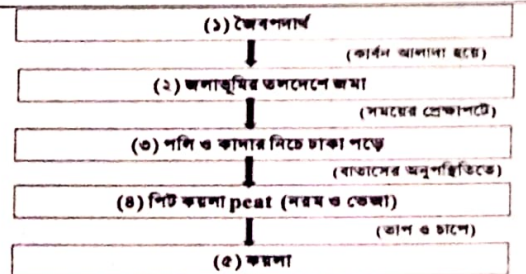 (১) জৈবপদার্থ
(কার্বন আলাদা হয়ে)
(২) জলাভূমির তলদেশে জমা
(সময়ের প্রেক্ষাপটে)
(৩) পলি ও কাদার নিচে ঢাকা পড়ে
(বাতাসের অনুপস্থিতিতে)
(৪) পিট কয়লা peat (নরম ও ভেজা)
(তাপ ও চাপে)
(৫) কয়লা